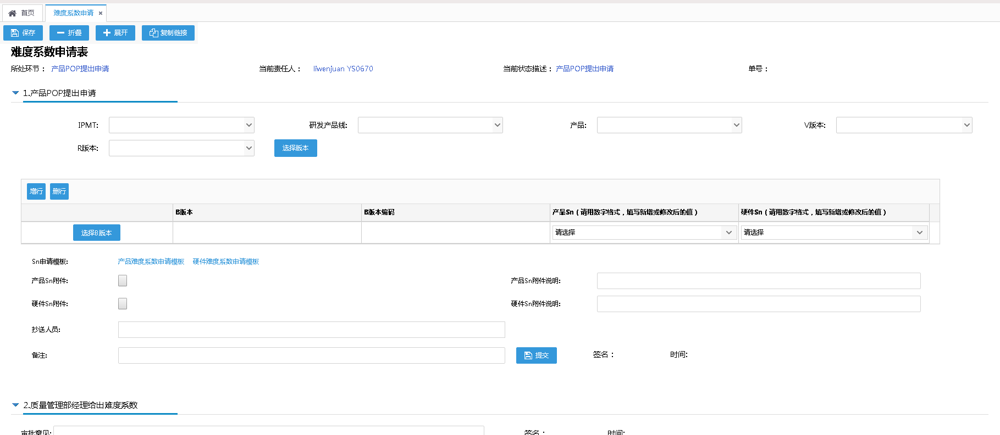 首页 难度系数申请 ×
保存 折叠 展开 复制链接
难度系数申请表
所处环节： 产品POP提出申请 当前责任人： liwenjuan YS0670 当前状态描述： 产品POP提出申请 单号：
1.产品POP提出申请
IPMT: 研发产品线: 产品: V版本:
R版本: 选择版本
增行 删行
B版本 B版本编码 产品Sn（请用数字格式，填写新增或修改后的值） 硬件Sn（请用数字格式，填写新增或修改后的值）
选择B版本 请选择 请选择
Sn申请模板: 产品难度系数申请模板 硬件难度系数申请模板
产品Sn附件: 产品Sn附件说明:
硬件Sn附件: 硬件Sn附件说明:
抄送人员:
备注: 提交 签名： 时间:
2.质量管理部经理给出难度系数
审批意见: 签名： 时间: